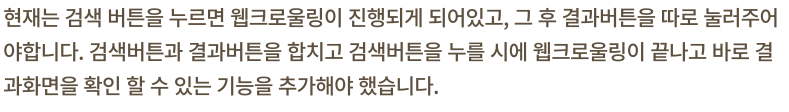 현재는 검색 버튼을 누르면 웹크로울링이 진행되게 되어있고, 그 후 결과버튼을 따로 눌러주어
야합니다. 검색버튼과 결과버튼을 합치고 검색버튼을 누를 시에 웹크로울링이 끝나고 바로 결
과화면을 확인 할 수 있는 기능을 추가해야 했습니다.